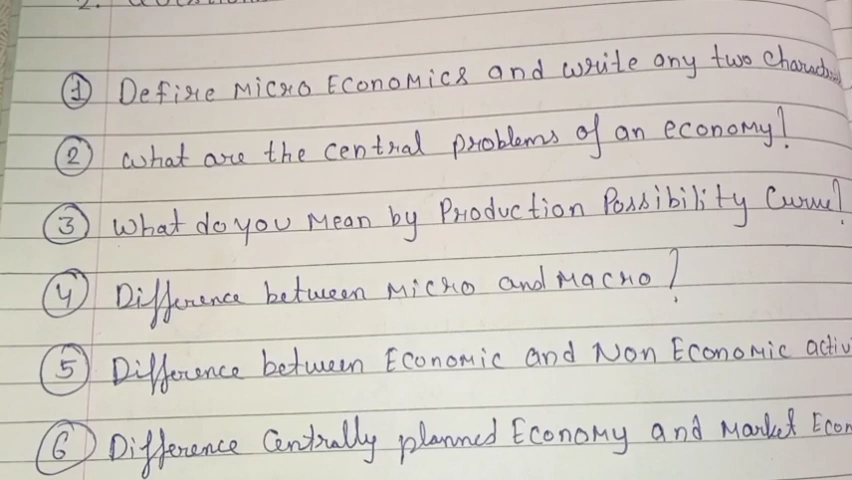 ① Define Micro Economics and write any two
② what are the central problems of an economy?
③ What do you Mean by Production Possibility Curve?
④ Difference between Micro and Macro?
⑤ Difference between Economic and Non Economic activ
⑥ Difference Centrally planned Economy and Market Econ